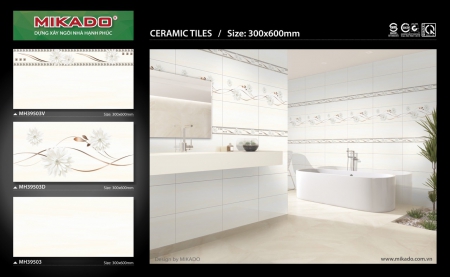 MIKADO
DỰNG XÂY NGÔI NHÀ HẠNH PHÚC
CERAMIC TILES / Size: 300x600mm
MH39503V Size: 300x600mm
MH39503D Size: 300x600mm
MH39503 Size: 300x600mm
Design by MIKADO
www.mikado.com.vn